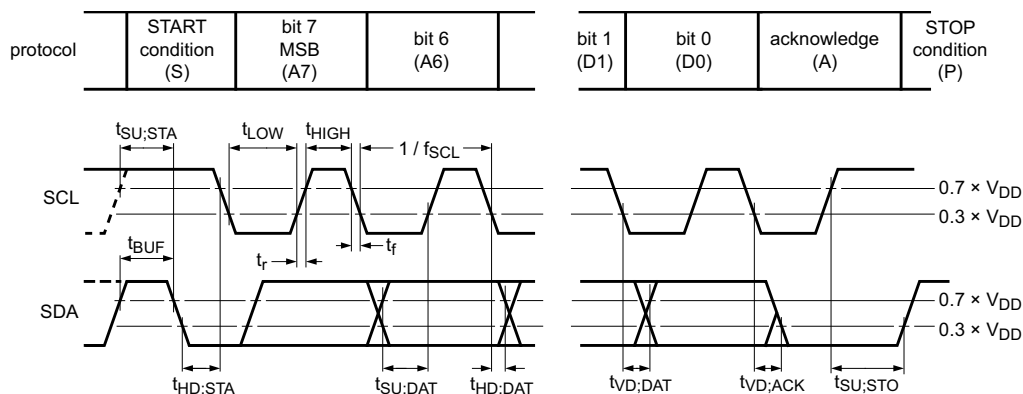 protocol
START
condition
(S)
bit 7
MSB
(A7)
bit 6
(A6)
bit 1
(D1)
bit 0
(D0)
acknowledge
(A)
STOP
condition
(P)
tSU;STA
tLOW
tHIGH
1 / fSCL
SCL
0.7 × VDD
0.3 × VDD
tBUF
tr
tf
SDA
0.7 × VDD
0.3 × VDD
tHD;STA
tSU;DAT
tHD;DAT
tVD;DAT
tVD;ACK
tSU;STO